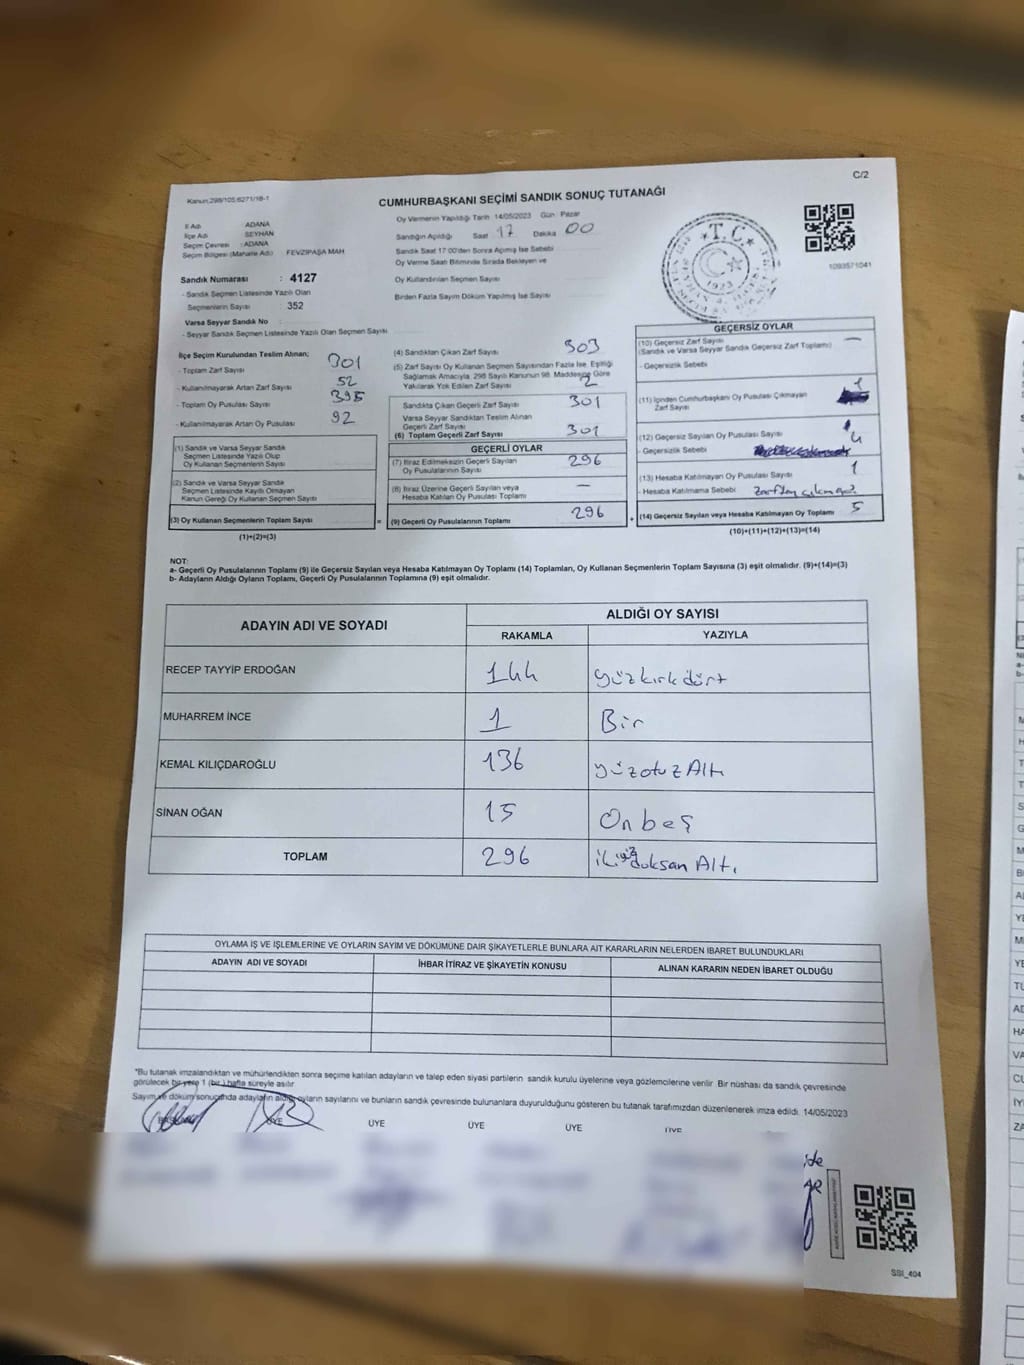 Kanun,298/105,6271/18-1
C/2
CUMHURBAŞKANI SEÇİMİ SANDIK SONUÇ TUTANAĞI
İl Adı ADANA
İlçe Adı SEYHAN
Seçim Çevresi : ADANA
Seçim Bölgesi (Mahalle Adı) FEVZİPAŞA MAH
Sandık Numarası : 4127
- Sandık Seçmen Listesinde Yazılı Olan
Seçmenlerin Sayısı : 352
Varsa Seyyar Sandık No
- Seyyar Sandık Seçmen Listesinde Yazılı Olan Seçmen Sayısı
Oy Vermenin Yapıldığı Tarih 14/05/2023 Gün: Pazar
Sandığın Açıldığı Saat 17 Dakika 00
Sandık Saat 17:00'den Sonra Açılmış İse Sebebi
Oy Verme Saati Bitiminde Sırada Bekleyen ve
Oy Kullandırılan Seçmen Sayısı
Birden Fazla Sayım Döküm Yapılmış İse Sayısı
T.C.
1923
1093571041
İlçe Seçim Kurulundan Teslim Alınan;
- Toplam Zarf Sayısı 301
- Kullanılmayarak Artan Zarf Sayısı 52
- Toplam Oy Pusulası Sayısı 395
- Kullanılmayarak Artan Oy Pusulası 92
(1) Sandık ve Varsa Seyyar Sandık
Seçmen Listesinde Yazılı Olup
Oy Kullanan Seçmenlerin Sayısı
(2) Sandık ve Varsa Seyyar Sandık
Seçmen Listesinde Kayıtlı Olmayan
Kanun Gereği Oy Kullanan Seçmen Sayısı
(3) Oy Kullanan Seçmenlerin Toplam Sayısı
=
(1)+(2)=(3)
(4) Sandıktan Çıkan Zarf Sayısı 303
(5) Zarf Sayısı Oy Kullanan Seçmen Sayısından Fazla İse, Eşitliği
Sağlamak Amacıyla; 298 Sayılı Kanunun 98. Maddesine Göre
Yakılarak Yok Edilen Zarf Sayısı 2
Sandıkta Çıkan Geçerli Zarf Sayısı 301
Varsa Seyyar Sandıktan Teslim Alınan
Geçerli Zarf Sayısı
(6) Toplam Geçerli Zarf Sayısı 301
GEÇERLİ OYLAR
(7) İtiraz Edilmeksizin Geçerli Sayılan
Oy Pusulalarının Sayısı 296
(8) İtiraz Üzerine Geçerli Sayılan veya
Hesaba Katılan Oy Pusulası Toplamı —
(9) Geçerli Oy Pusulalarının Toplamı 296
+
GEÇERSİZ OYLAR
(10) Geçersiz Zarf Sayısı —
(Sandık ve Varsa Seyyar Sandık Geçersiz Zarf Toplamı)
- Geçersizlik Sebebi
(11) İçinden Cumhurbaşkanı Oy Pusulası Çıkmayan
Zarf Sayısı
(12) Geçersiz Sayılan Oy Pusulası Sayısı 4
- Geçersizlik Sebebi
(13) Hesaba Katılmayan Oy Pusulası Sayısı 1
- Hesaba Katılmama Sebebi
(14) Geçersiz Sayılan veya Hesaba Katılmayan Oy Toplamı 5
(10)+(11)+(12)+(13)=(14)
NOT:
a- Geçerli Oy Pusulalarının Toplamı (9) ile Geçersiz Sayılan veya Hesaba Katılmayan Oy Toplamı (14) Toplamları, Oy Kullanan Seçmenlerin Toplam Sayısına (3) eşit olmalıdır. (9)+(14)=(3)
b- Adayların Aldığı Oyların Toplamı, Geçerli Oy Pusulalarının Toplamına (9) eşit olmalıdır.
ADAYIN ADI VE SOYADI
ALDIĞI OY SAYISI
RAKAMLA YAZIYLA
RECEP TAYYİP ERDOĞAN 144 Yüzkırkdört
MUHARREM İNCE 1 Bir
KEMAL KILIÇDAROĞLU 136 YüzotuzAltı
SİNAN OĞAN 15 Onbeş
TOPLAM 296 ikiyüzdoksan Altı
OYLAMA İŞ VE İŞLEMLERİNE VE OYLARIN SAYIM VE DÖKÜMÜNE DAİR ŞİKAYETLERLE BUNLARA AİT KARARLARIN NELERDEN İBARET BULUNDUKLARI
ADAYIN ADI VE SOYADI İHBAR İTİRAZ VE ŞİKAYETİN KONUSU ALINAN KARARIN NEDEN İBARET OLDUĞU
*Bu tutanak imzalandıktan ve mühürlendikten sonra seçime katılan adayların ve talep eden siyasi partilerin sandık kurulu üyelerine veya gözlemcilerine verilir. Bir nüshası da sandık çevresinde
görülecek bir yere 1 (bir) hafta süreyle asılır.
Sayım ve döküm sonucunda adayların aldığı oyların sayılarını ve bunların sandık çevresinde bulunanlara duyurulduğunu gösteren bu tutanak tarafımızdan düzenlenerek imza edildi. 14/05/2023
BAŞKAN ÜYE ÜYE ÜYE ÜYE ÜYE
SSI_404